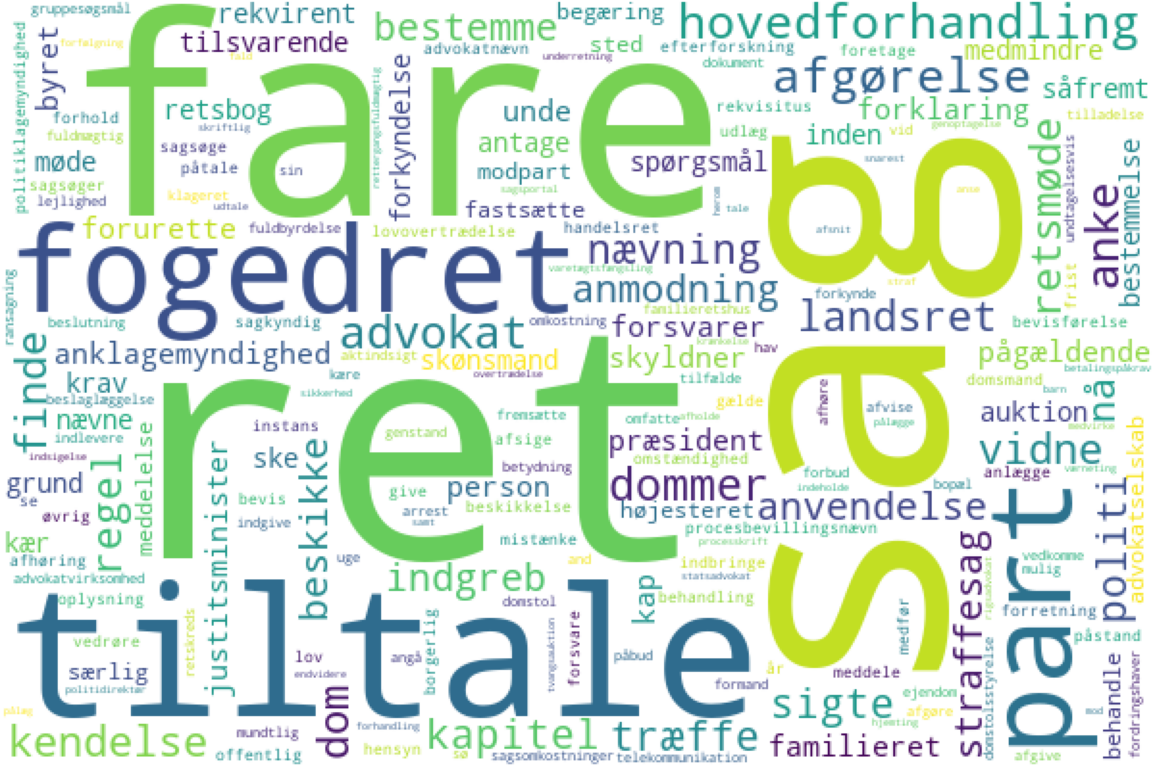 gruppesøgsmål
rekvirent
begæring
hovedforhandling
politiklagemyndighed
forfølgning
fare
tilsvarende
bestemme
advokatnævn
sted
efterforskning
foretage
medmindre
byret
fald
underretning
dokument
afgørelse
såfremt
forhold
retsbog
rettergangsfuldmægtig
forkyndelse
unde
rekvisitus
forklaring
tilladelse
fuldmægtig
skriftlig
antage
udlæg
inden
vid
genoptagelse
møde
sagsøge
påtale
sin
modpart
spørgsmål
sag
snarest
retsmøde
undtagelsesvis
anke
bestemmelse
sagsøger
klageret
sagsportal
anse
lejlighed
udtale
fastsætte
herom
tale
forurette
fuldbyrdelse
lovovertrædelse
handelsret
afsnit
fogedret
nævning
varetægtsfængsling
straf
frist
ransagning
anmodning
familieretshus
forkynde
beslutning
sagkyndig
advokat
omkostning
forsvarer
landsret
bevisførelse
finde
anklagemyndighed
aktindsigt
skønsmand
krænkelse
hav
skyldner
pågældende
krav
ret
kære
overtrædelse
tilfælde
domsmand
betalingspåkrav
beslaglæggelse
sikkerhed
gælde
afhøre
barn
nå
nævne
fremsætte
omfatte
afholde
afvise
auktion
medvirke
indlevere
meddelelse
instans
genstand
afsige
præsident
pålægge
advokatselskab
indsigelse
ske
betydning
omstændighed
forbud
vidne
værneting
grund
regel
justitsminister
beskikke
bevis
give
person
dommer
indeholde
bopæl
anlægge
se
øvrig
indgive
arrest
samt
beskikkelse
højesteret
anvendelse
part
politi
kær
mistænke
procesbevillingsnævn
processkrift
straffesag
afhøring
uge
and
indbringe
vedkomme
advokatvirksomhed
indgreb
kap
statsadvokat
mulig
rigsadvokat
oplysning
tiltale
domstol
behandling
forretning
retskreds
borgerlig
tvangsauktion
forsvare
medfør
vedrøre
påstand
særlig
lov
angå
påbud
år
meddele
domstolsstyrelse
behandle
fordringshaver
politidirektør
endvidere
formand
sigte
ejendom
pålæg
dom
afgøre
mod
mundtlig
forhandling
kapitel
træffe
hjemting
kendelse
offentlig
hensyn
sø
sagsomkostninger
telekommunikation
familieret
afgive